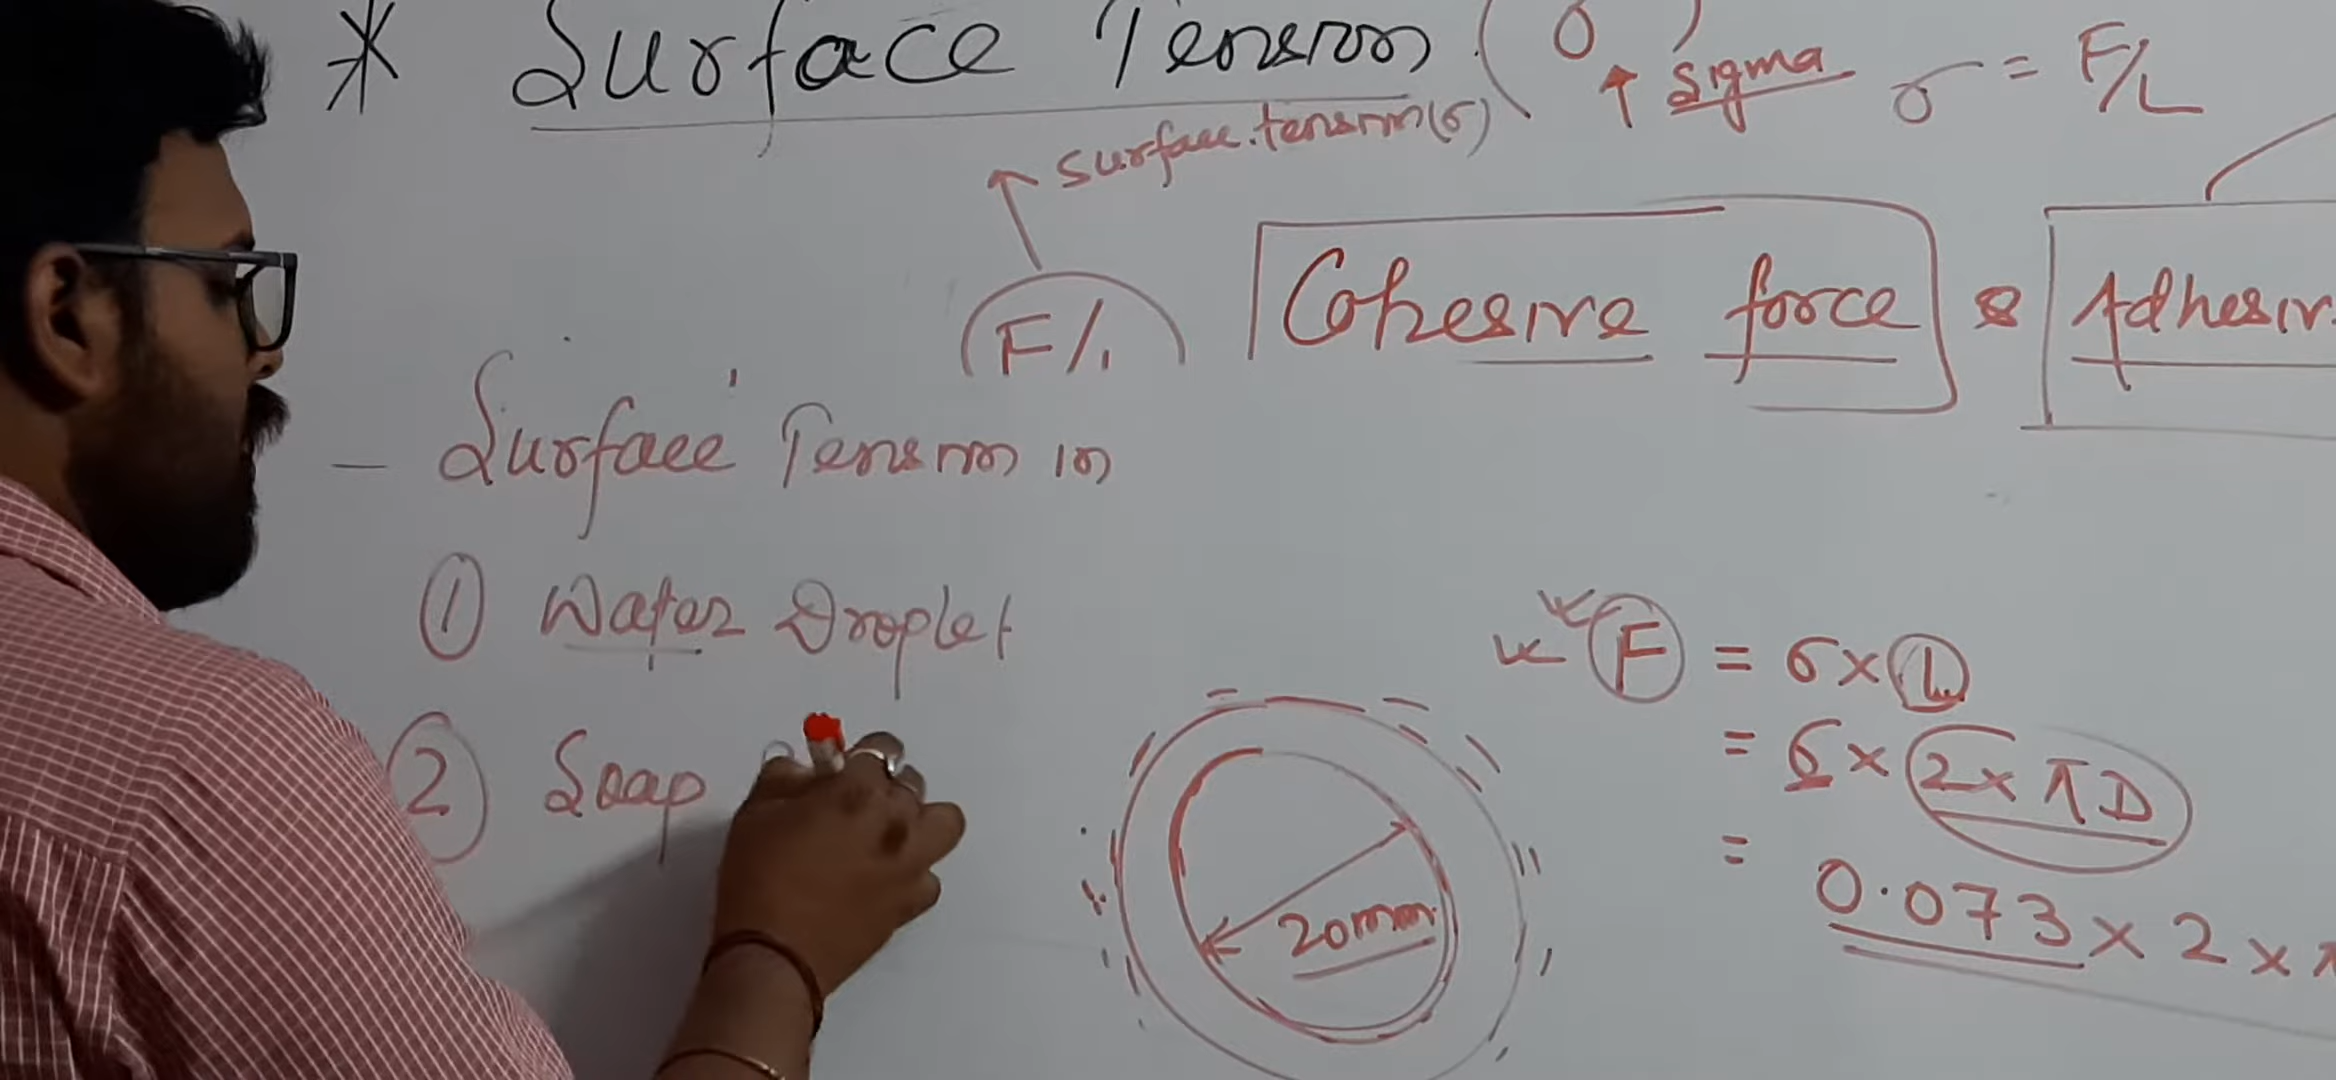 * Surface Tension (σ) ↑ sigma σ = F/L
surface.tension(σ)
F/L Cohesive force & Adhesiv
- Surface Tension in
① Water Droplet
② Soap
F = σ × L
= σ × 2 × πD
= 0.073 × 2 × π
20mm